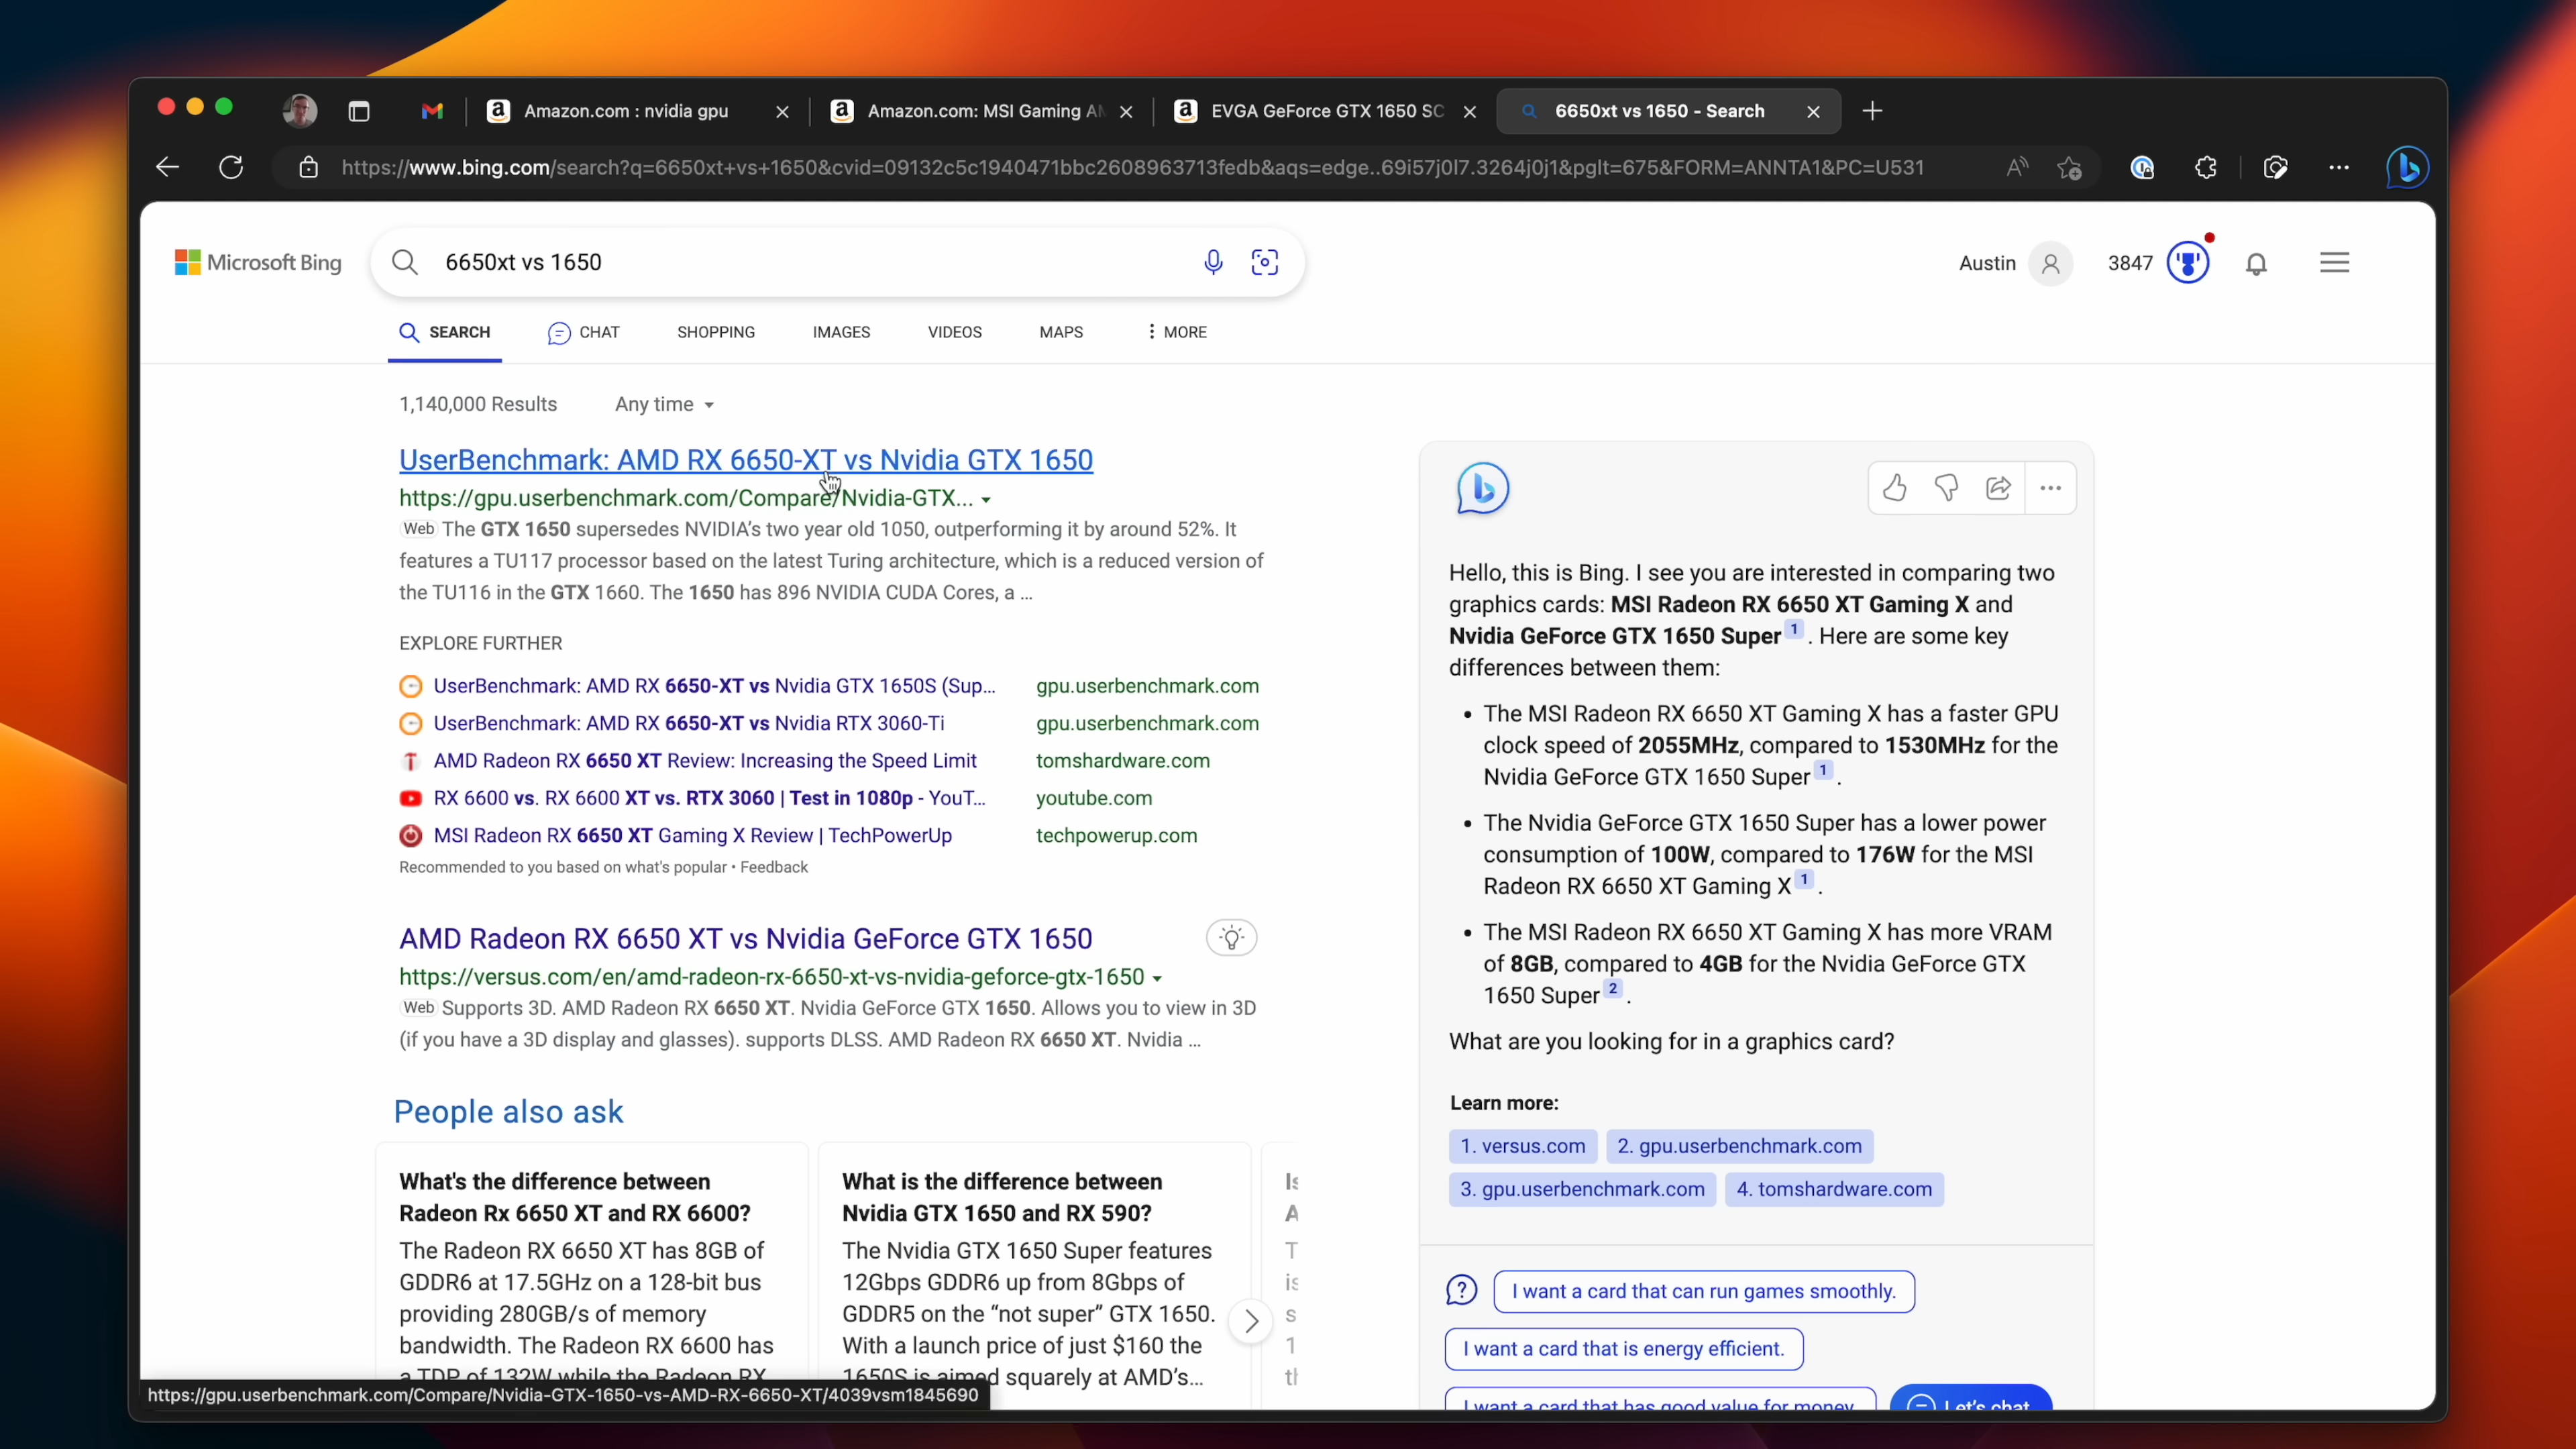 Amazon.com : nvidia gpu
Amazon.com: MSI Gaming AM
EVGA GeForce GTX 1650 SC
6650xt vs 1650 - Search
https://www.bing.com/search?q=6650xt+vs+1650&cvid=09132c5c1940471bbc2608963713fedb&aqs=edge..69i57j0l7.3264j0j1&pglt=675&FORM=ANNTA1&PC=U531
Microsoft Bing
6650xt vs 1650
Austin
3847
SEARCH
CHAT
SHOPPING
IMAGES
VIDEOS
MAPS
MORE
1,140,000 Results
Any time
UserBenchmark: AMD RX 6650-XT vs Nvidia GTX 1650
https://gpu.userbenchmark.com/Compare/Nvidia-GTX...
Web The GTX 1650 supersedes NVIDIA's two year old 1050, outperforming it by around 52%. It
features a TU117 processor based on the latest Turing architecture, which is a reduced version of
the TU116 in the GTX 1660. The 1650 has 896 NVIDIA CUDA Cores, a ...
EXPLORE FURTHER
UserBenchmark: AMD RX 6650-XT vs Nvidia GTX 1650S (Sup... gpu.userbenchmark.com
UserBenchmark: AMD RX 6650-XT vs Nvidia RTX 3060-Ti gpu.userbenchmark.com
AMD Radeon RX 6650 XT Review: Increasing the Speed Limit tomshardware.com
RX 6600 vs. RX 6600 XT vs. RTX 3060 | Test in 1080p - YouT... youtube.com
MSI Radeon RX 6650 XT Gaming X Review | TechPowerUp techpowerup.com
Recommended to you based on what's popular • Feedback
AMD Radeon RX 6650 XT vs Nvidia GeForce GTX 1650
https://versus.com/en/amd-radeon-rx-6650-xt-vs-nvidia-geforce-gtx-1650
Web Supports 3D. AMD Radeon RX 6650 XT. Nvidia GeForce GTX 1650. Allows you to view in 3D
(if you have a 3D display and glasses). supports DLSS. AMD Radeon RX 6650 XT. Nvidia ...
People also ask
What's the difference between
Radeon Rx 6650 XT and RX 6600?
The Radeon RX 6650 XT has 8GB of
GDDR6 at 17.5GHz on a 128-bit bus
providing 280GB/s of memory
bandwidth. The Radeon RX 6600 has
a TDP of 132W while the Radeon RX
What is the difference between
Nvidia GTX 1650 and RX 590?
The Nvidia GTX 1650 Super features
12Gbps GDDR6 up from 8Gbps of
GDDR5 on the “not super” GTX 1650.
With a launch price of just $160 the
1650S is aimed squarely at AMD's...
Hello, this is Bing. I see you are interested in comparing two
graphics cards: MSI Radeon RX 6650 XT Gaming X and
Nvidia GeForce GTX 1650 Super 1 . Here are some key
differences between them:
• The MSI Radeon RX 6650 XT Gaming X has a faster GPU
clock speed of 2055MHz, compared to 1530MHz for the
Nvidia GeForce GTX 1650 Super 1 .
• The Nvidia GeForce GTX 1650 Super has a lower power
consumption of 100W, compared to 176W for the MSI
Radeon RX 6650 XT Gaming X 1 .
• The MSI Radeon RX 6650 XT Gaming X has more VRAM
of 8GB, compared to 4GB for the Nvidia GeForce GTX
1650 Super 2 .
What are you looking for in a graphics card?
Learn more:
1. versus.com 2. gpu.userbenchmark.com
3. gpu.userbenchmark.com 4. tomshardware.com
I want a card that can run games smoothly.
I want a card that is energy efficient.
I want a card that has good value for money.
Let's chat
https://gpu.userbenchmark.com/Compare/Nvidia-GTX-1650-vs-AMD-RX-6650-XT/4039vsm1845690